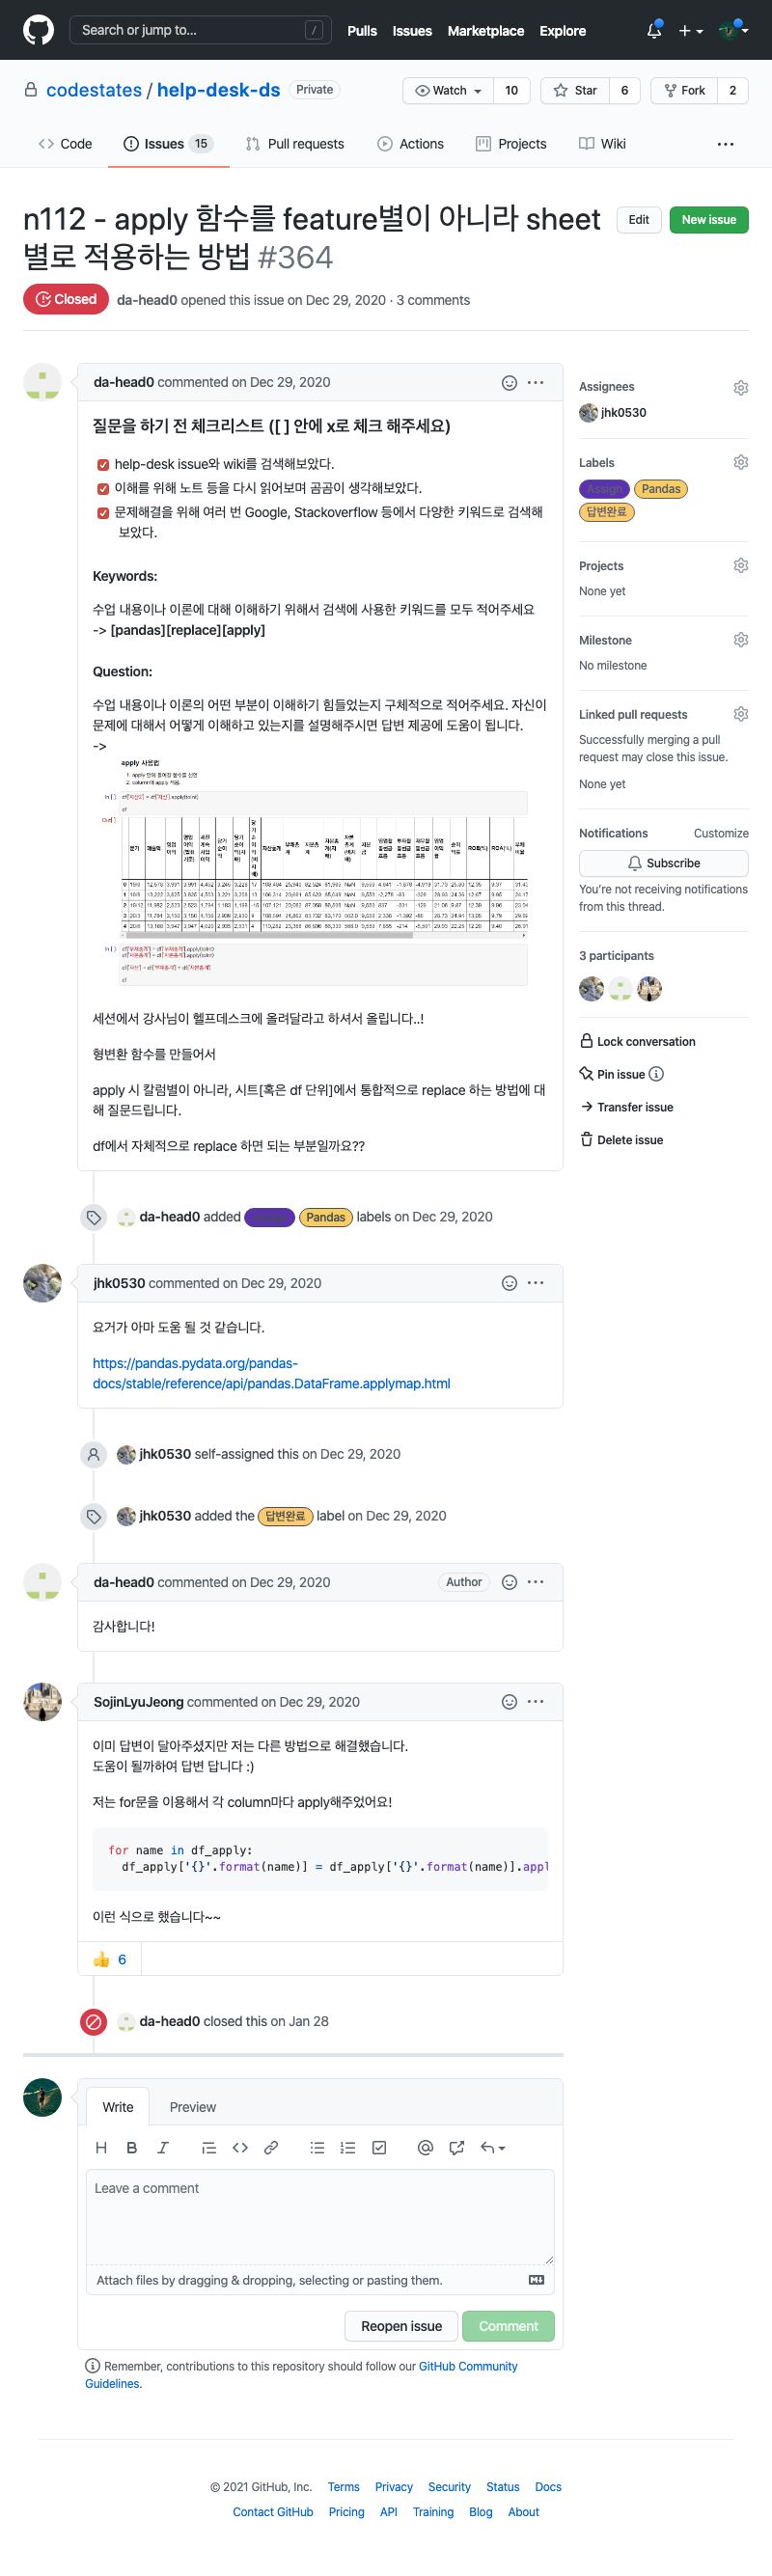 Search or jump to... /
Pulls Issues Marketplace Explore
codestates / help-desk-ds Private
Watch 10 Star 6 Fork 2
Code Issues 15 Pull requests Actions Projects Wiki
n112 - apply 함수를 feature별이 아니라 sheet
별로 적용하는 방법 #364
Edit New issue
Closed da-head0 opened this issue on Dec 29, 2020 · 3 comments
da-head0 commented on Dec 29, 2020
질문을 하기 전 체크리스트 ([ ] 안에 x로 체크 해주세요)
help-desk issue와 wiki를 검색해보았다.
이해를 위해 노트 등을 다시 읽어보며 곰곰이 생각해보았다.
문제해결을 위해 여러 번 Google, Stackoverflow 등에서 다양한 키워드로 검색해
보았다.
Keywords:
수업 내용이나 이론에 대해 이해하기 위해서 검색에 사용한 키워드를 모두 적어주세요
-> [pandas][replace][apply]
Question:
수업 내용이나 이론의 어떤 부분이 이해하기 힘들었는지 구체적으로 적어주세요. 자신이
문제에 대해서 어떻게 이해하고 있는지를 설명해주시면 답변 제공에 도움이 됩니다.
->
apply 사용법
세션에서 강사님이 헬프데스크에 올려달라고 하셔서 올립니다..!
형변환 함수를 만들어서
apply 시 칼럼별이 아니라, 시트[혹은 df 단위]에서 통합적으로 replace 하는 방법에 대
해 질문드립니다.
df에서 자체적으로 replace 하면 되는 부분일까요??
da-head0 added Pandas labels on Dec 29, 2020
jhk0530 commented on Dec 29, 2020
요거가 아마 도움 될 것 같습니다.
https://pandas.pydata.org/pandas-
docs/stable/reference/api/pandas.DataFrame.applymap.html
jhk0530 self-assigned this on Dec 29, 2020
jhk0530 added the 답변완료 label on Dec 29, 2020
da-head0 commented on Dec 29, 2020 Author
감사합니다!
SojinLyuJeong commented on Dec 29, 2020
이미 답변이 달아주셨지만 저는 다른 방법으로 해결했습니다.
도움이 될까하여 답변 답니다 :)
저는 for문을 이용해서 각 column마다 apply해주었어요!
for name in df_apply:
df_apply['{}'.format(name)] = df_apply['{}'.format(name)].appl
이런 식으로 했습니다~~
👍 6
da-head0 closed this on Jan 28
Write Preview
Leave a comment
Attach files by dragging & dropping, selecting or pasting them.
Reopen issue Comment
Remember, contributions to this repository should follow our GitHub Community
Guidelines.
Assignees
jhk0530
Labels
Assign Pandas
답변완료
Projects
None yet
Milestone
No milestone
Linked pull requests
Successfully merging a pull
request may close this issue.
None yet
Notifications Customize
Subscribe
You're not receiving notifications
from this thread.
3 participants
Lock conversation
Pin issue
Transfer issue
Delete issue
© 2021 GitHub, Inc. Terms Privacy Security Status Docs
Contact GitHub Pricing API Training Blog About